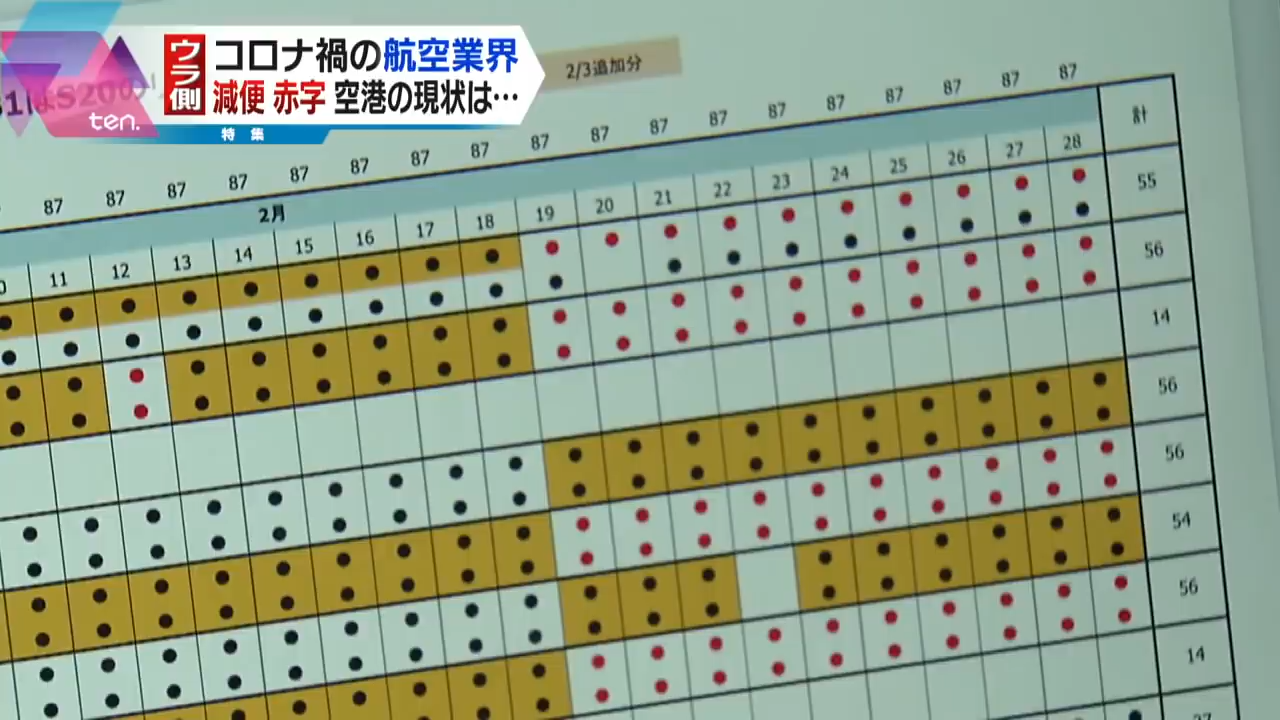 ウラ側
コロナ禍の航空業界
減便 赤字 空港の現状は…
特集
ten.
2/3追加分
87 87 87 87 87 87 87 87 87 87 87 87 87 87 87 87 87 87
2月
計
11 12 13 14 15 16 17 18 19 20 21 22 23 24 25 26 27 28
55
56
14
56
56
54
56
14